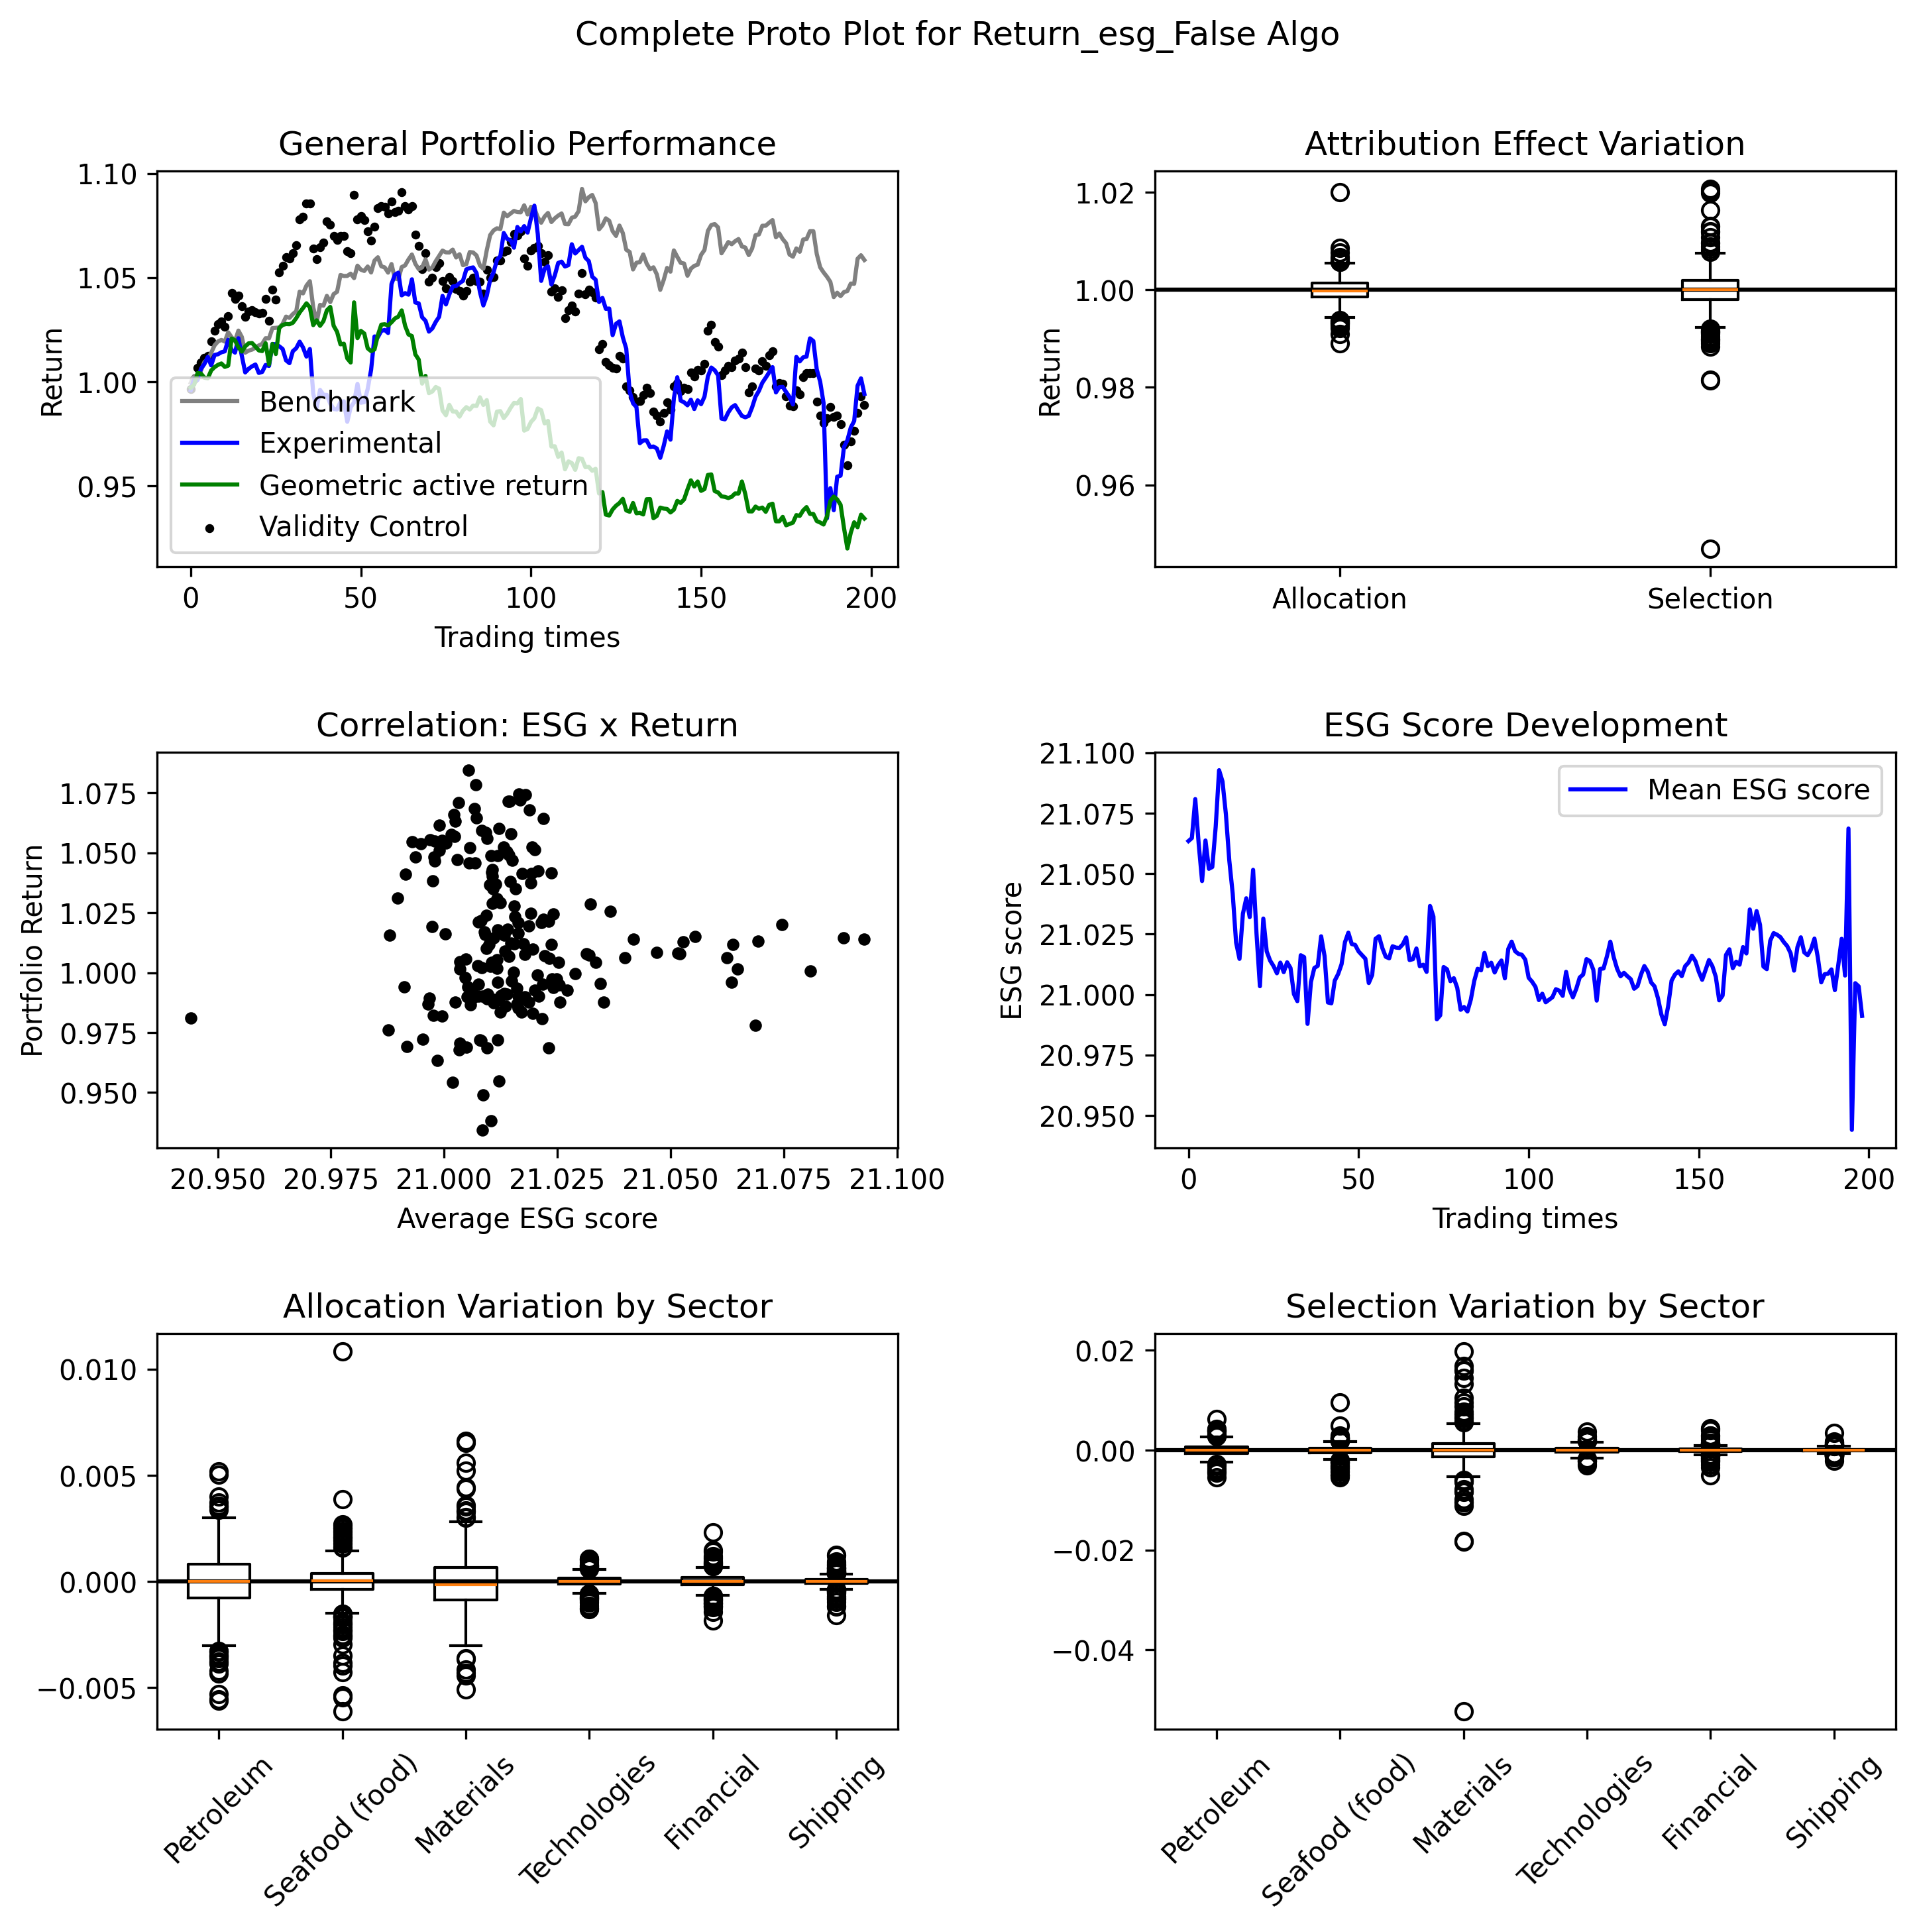 Complete Proto Plot for Return_esg_False Algo
General Portfolio Performance
1.10
1.05
1.00
0.95
Return
Benchmark
Experimental
Geometric active return
Validity Control
0
50
100
150
200
Trading times
Attribution Effect Variation
1.02
1.00
0.98
0.96
Return
Allocation
Selection
Correlation: ESG x Return
1.075
1.050
1.025
1.000
0.975
0.950
Portfolio Return
20.950
20.975
21.000
21.025
21.050
21.075
21.100
Average ESG score
ESG Score Development
21.100
21.075
21.050
21.025
21.000
20.975
20.950
ESG score
Mean ESG score
0
50
100
150
200
Trading times
Allocation Variation by Sector
0.010
0.005
0.000
−0.005
Petroleum
Seafood (food)
Materials
Technologies
Financial
Shipping
Selection Variation by Sector
0.02
0.00
−0.02
−0.04
Petroleum
Seafood (food)
Materials
Technologies
Financial
Shipping